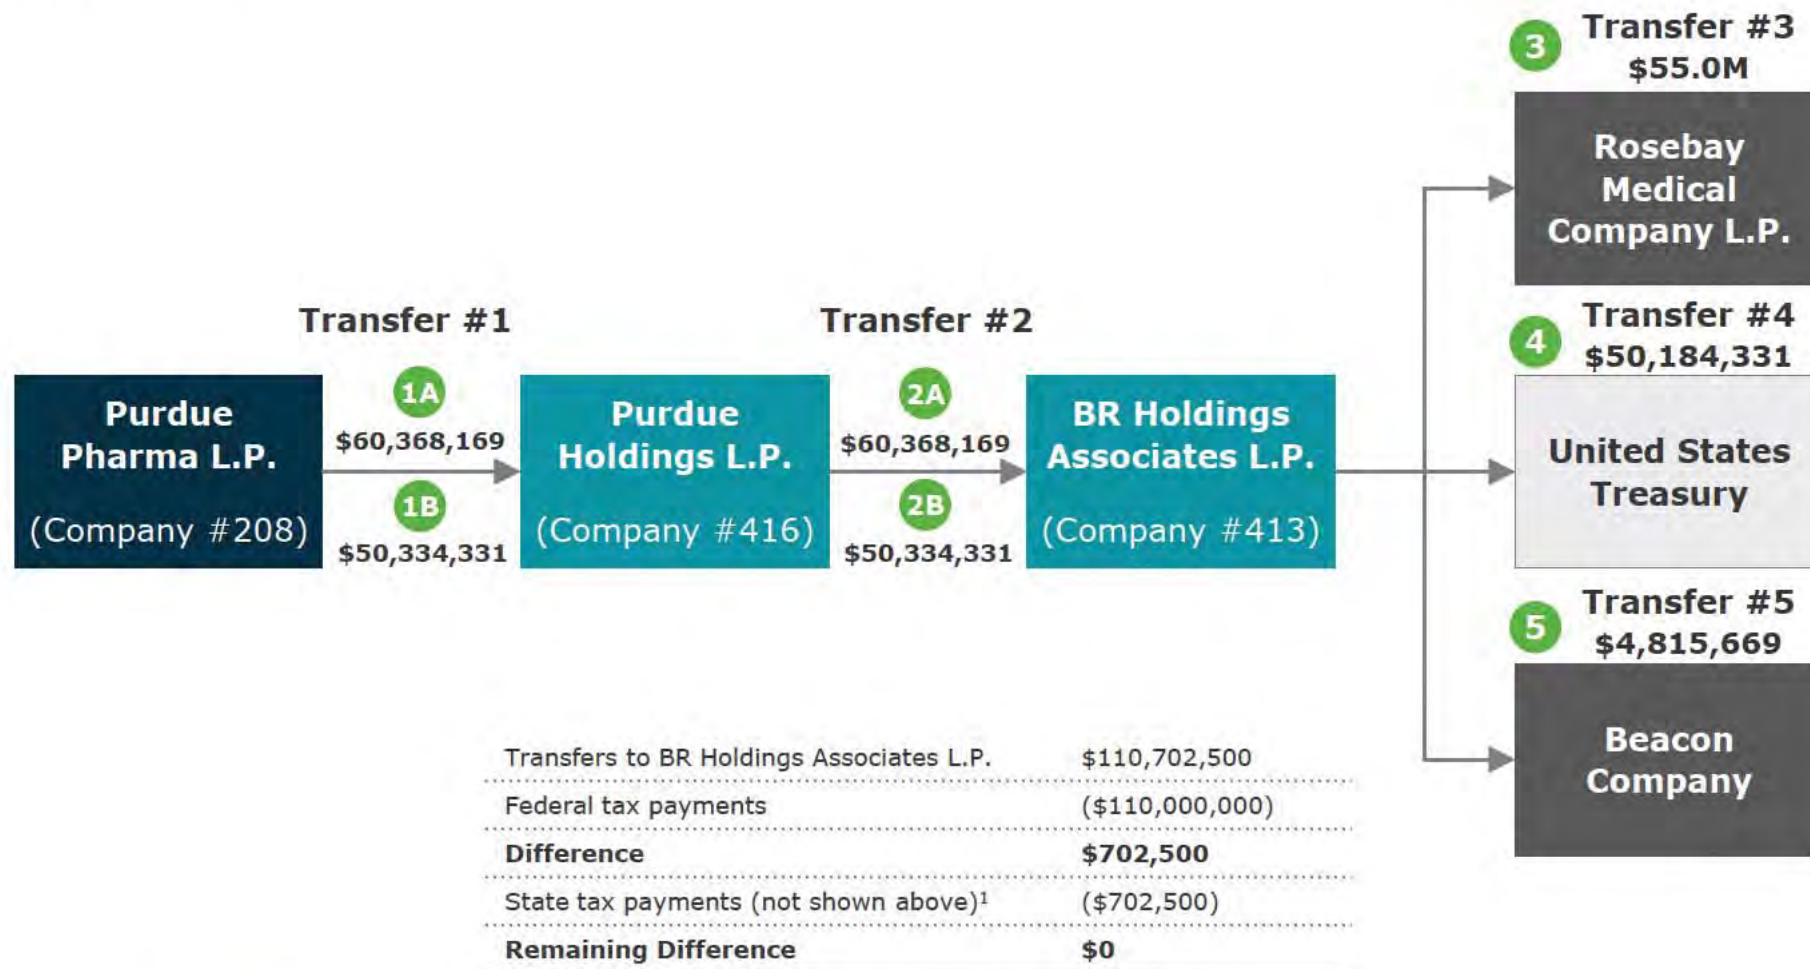 3
Transfer #3
$55.0M
Rosebay
Medical
Company L.P.
Transfer #1
Transfer #2
4
Transfer #4
$50,184,331
Purdue
Pharma L.P.
(Company #208)
1A
$60,368,169
1B
$50,334,331
Purdue
Holdings L.P.
(Company #416)
2A
$60,368,169
2B
$50,334,331
BR Holdings
Associates L.P.
(Company #413)
United States
Treasury
5
Transfer #5
$4,815,669
Beacon
Company
Transfers to BR Holdings Associates L.P. $110,702,500
Federal tax payments ($110,000,000)
Difference $702,500
State tax payments (not shown above)¹ ($702,500)
Remaining Difference $0